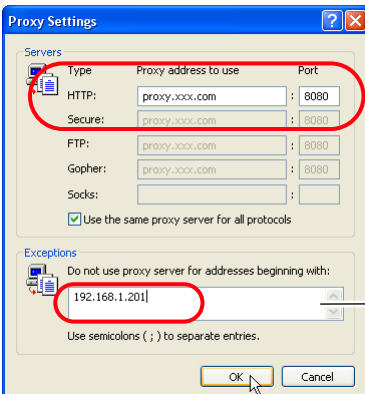 Proxy Settings
Servers
Type Proxy address to use Port
HTTP: proxy.xxx.com : 8080
Secure: proxy.xxx.com : 8080
FTP: proxy.xxx.com : 8080
Gopher: proxy.xxx.com : 8080
Socks: :
Use the same proxy server for all protocols
Exceptions
Do not use proxy server for addresses beginning with:
192.168.1.201
Use semicolons ( ; ) to separate entries.
OK Cancel